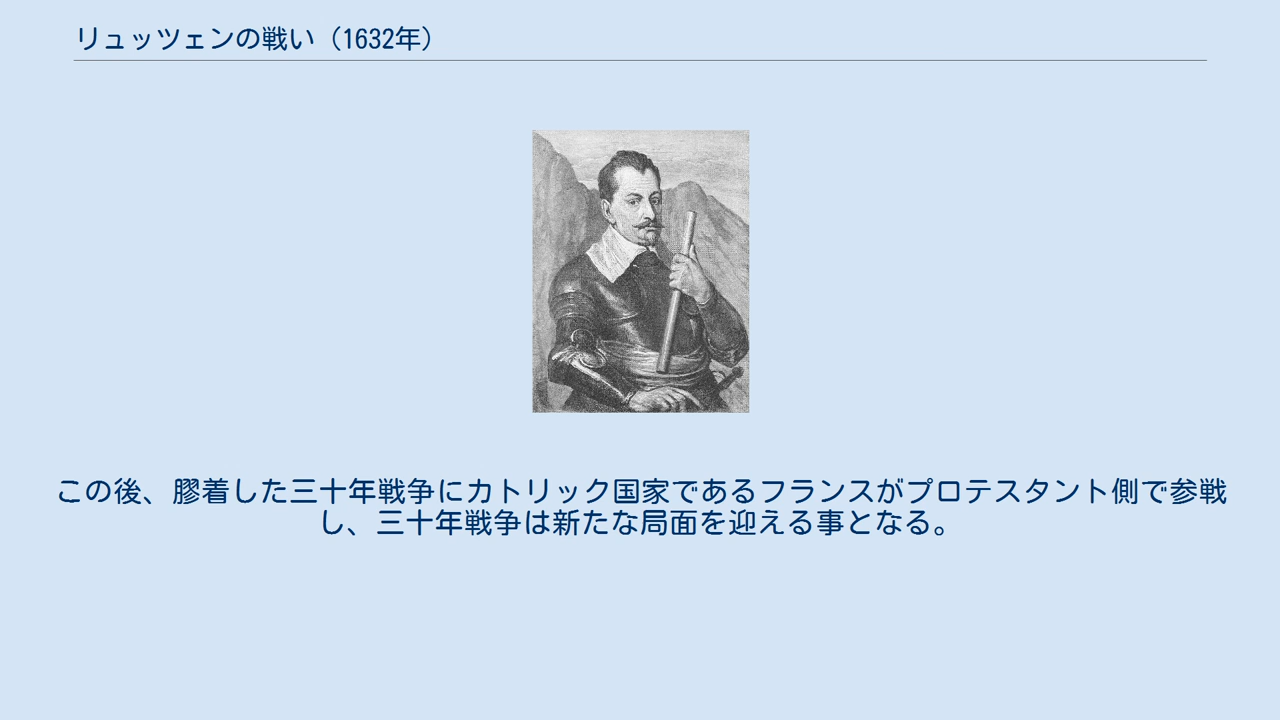 リュッツェンの戦い（1632年）
この後、膠着した三十年戦争にカトリック国家であるフランスがプロテスタント側で参戦
し、三十年戦争は新たな局面を迎える事となる。